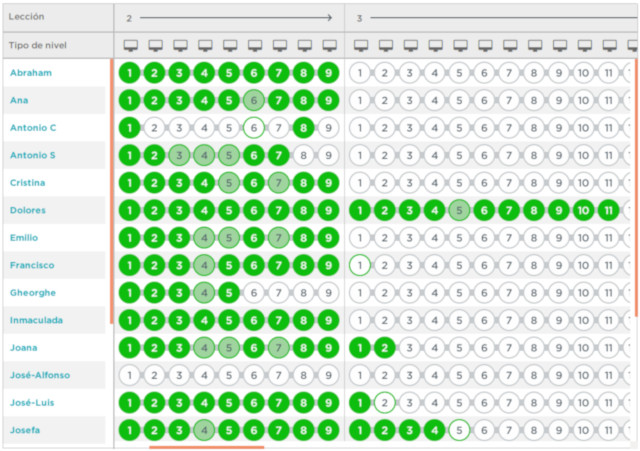 Lección 2 3
Tipo de nivel
Abraham 1 2 3 4 5 6 7 8 9 1 2 3 4 5 6 7 8 9 10 11
Ana 1 2 3 4 5 6 7 8 9 1 2 3 4 5 6 7 8 9 10 11
Antonio C 1 2 3 4 5 6 7 8 9 1 2 3 4 5 6 7 8 9 10 11
Antonio S 1 2 3 4 5 6 7 8 9 1 2 3 4 5 6 7 8 9 10 11
Cristina 1 2 3 4 5 6 7 8 9 1 2 3 4 5 6 7 8 9 10 11
Dolores 1 2 3 4 5 6 7 8 9 1 2 3 4 5 6 7 8 9 10 11
Emilio 1 2 3 4 5 6 7 8 9 1 2 3 4 5 6 7 8 9 10 11
Francisco 1 2 3 4 5 6 7 8 9 1 2 3 4 5 6 7 8 9 10 11
Gheorghe 1 2 3 4 5 6 7 8 9 1 2 3 4 5 6 7 8 9 10 11
Inmaculada 1 2 3 4 5 6 7 8 9 1 2 3 4 5 6 7 8 9 10 11
Joana 1 2 3 4 5 6 7 8 9 1 2 3 4 5 6 7 8 9 10 11
José-Alfonso 1 2 3 4 5 6 7 8 9 1 2 3 4 5 6 7 8 9 10 11
José-Luis 1 2 3 4 5 6 7 8 9 1 2 3 4 5 6 7 8 9 10 11
Josefa 1 2 3 4 5 6 7 8 9 1 2 3 4 5 6 7 8 9 10 11